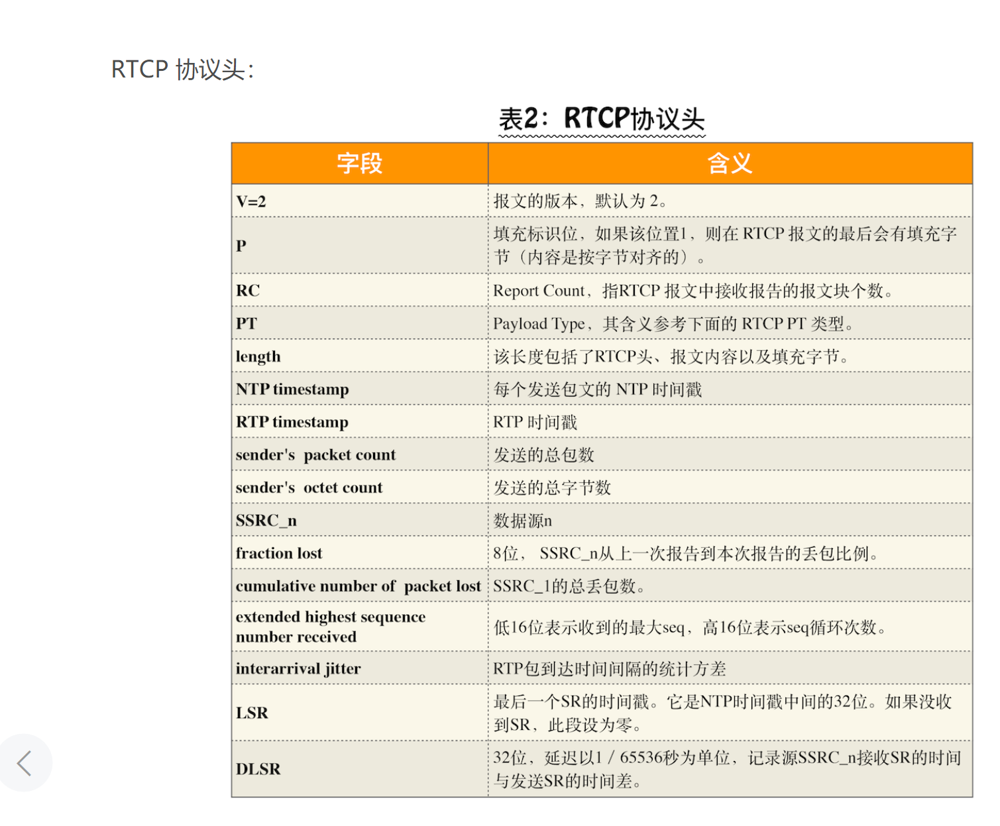 RTCP 协议头：
表2：RTCP协议头
字段 含义
V=2 报文的版本，默认为 2。
P 填充标识位，如果该位置1，则在 RTCP 报文的最后会有填充字
节（内容是按字节对齐的）。
RC Report Count，指RTCP 报文中接收报告的报文块个数。
PT Payload Type，其含义参考下面的 RTCP PT 类型。
length 该长度包括了RTCP头、报文内容以及填充字节。
NTP timestamp 每个发送包文的 NTP 时间戳
RTP timestamp RTP 时间戳
sender's packet count 发送的总包数
sender's octet count 发送的总字节数
SSRC_n 数据源n
fraction lost 8位， SSRC_n从上一次报告到本次报告的丢包比例。
cumulative number of packet lost SSRC_1的总丢包数。
extended highest sequence
number received 低16位表示收到的最大seq，高16位表示seq循环次数。
interarrival jitter RTP包到达时间间隔的统计方差
LSR 最后一个SR的时间戳。它是NTP时间戳中间的32位。如果没收
到SR，此段设为零。
DLSR 32位，延迟以1／65536秒为单位，记录源SSRC_n接收SR的时间
与发送SR的时间差。